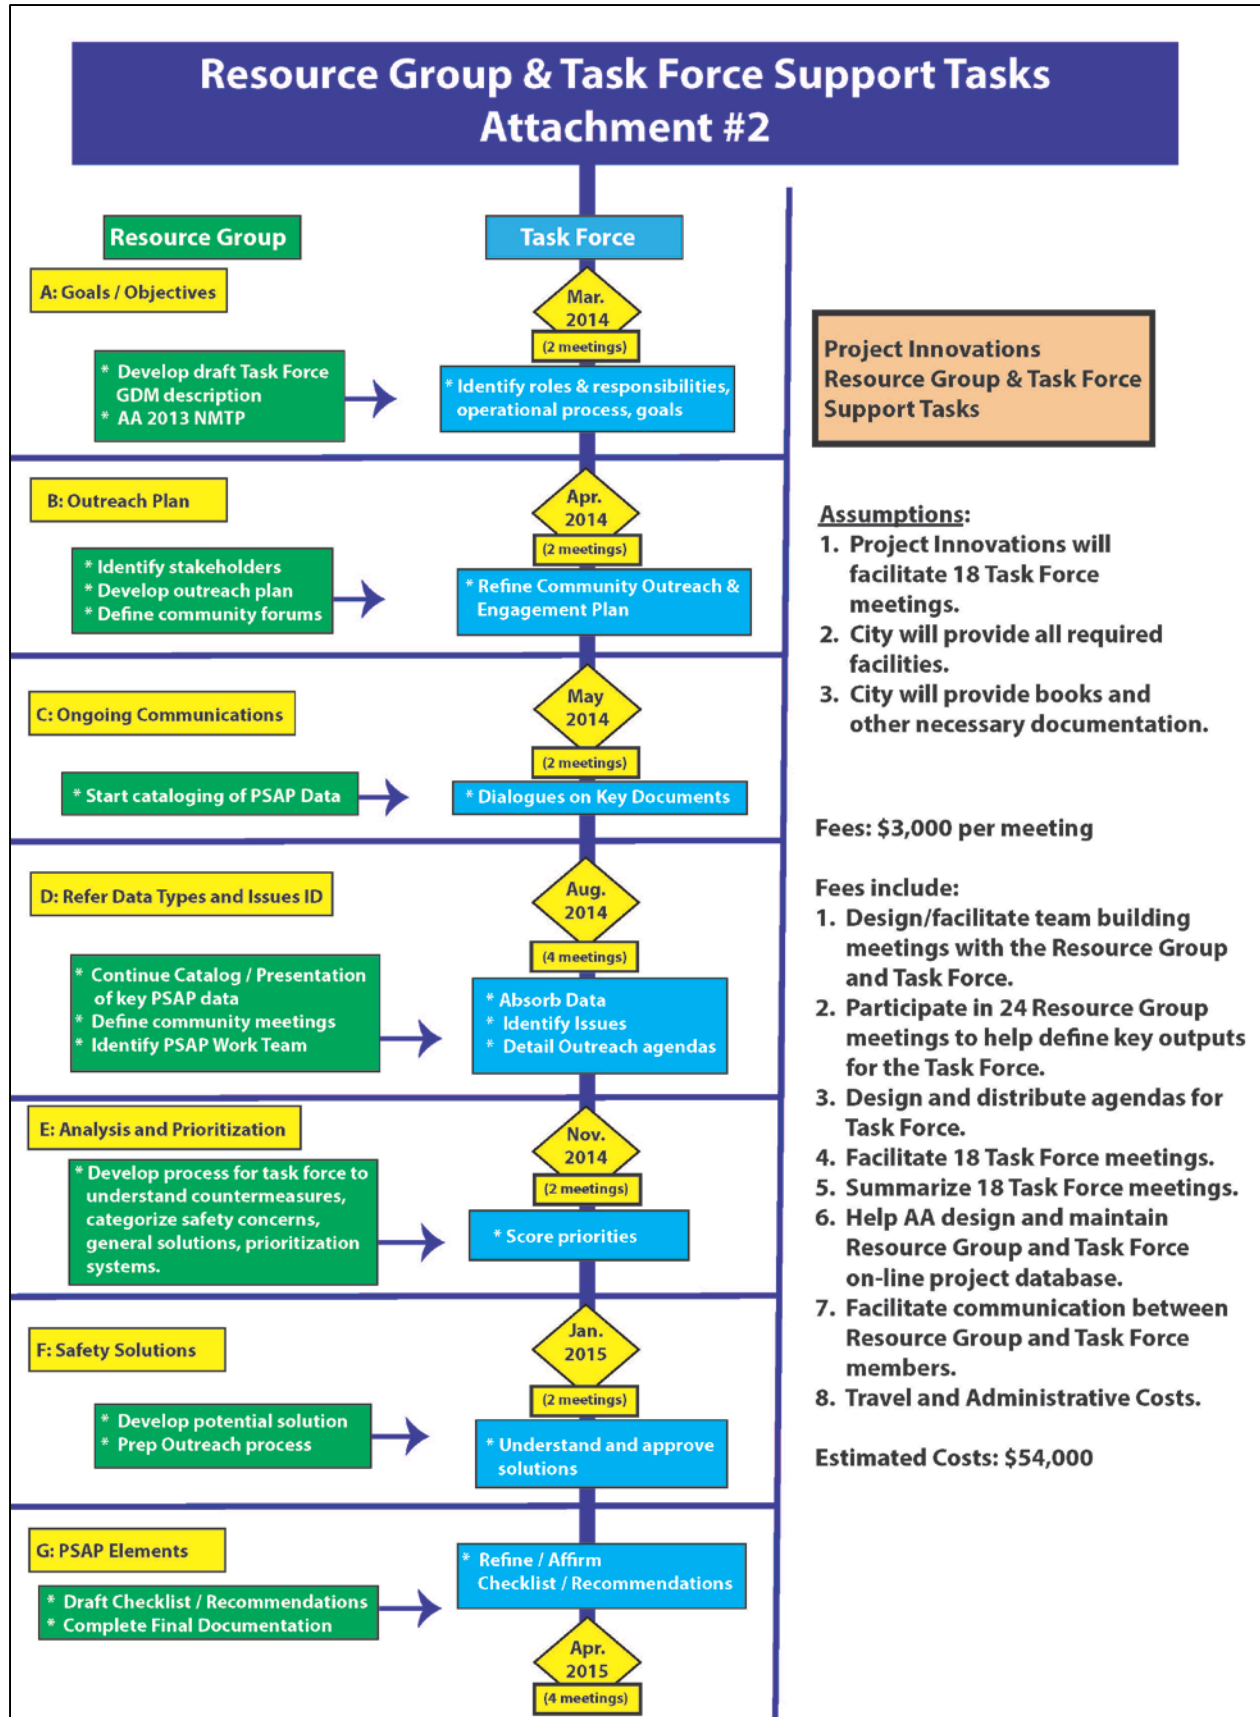 Resource Group & Task Force Support Tasks
Attachment #2
Resource Group
Task Force
A: Goals / Objectives
Mar.
2014
(2 meetings)
* Develop draft Task Force
GDM description
* AA 2013 NMTP
* Identify roles & responsibilities,
operational process, goals
B: Outreach Plan
Apr.
2014
(2 meetings)
* Identify stakeholders
* Develop outreach plan
* Define community forums
* Refine Community Outreach &
Engagement Plan
C: Ongoing Communications
May
2014
(2 meetings)
* Start cataloging of PSAP Data
* Dialogues on Key Documents
D: Refer Data Types and Issues ID
Aug.
2014
(4 meetings)
* Continue Catalog / Presentation
of key PSAP data
* Define community meetings
* Identify PSAP Work Team
* Absorb Data
* Identify Issues
* Detail Outreach agendas
E: Analysis and Prioritization
Nov.
2014
(2 meetings)
* Develop process for task force to
understand countermeasures,
categorize safety concerns,
general solutions, prioritization
systems.
* Score priorities
F: Safety Solutions
Jan.
2015
(2 meetings)
* Develop potential solution
* Prep Outreach process
* Understand and approve
solutions
G: PSAP Elements
* Draft Checklist / Recommendations
* Complete Final Documentation
* Refine / Affirm
Checklist / Recommendations
Apr.
2015
(4 meetings)
Project Innovations
Resource Group & Task Force
Support Tasks
Assumptions:
1. Project Innovations will
facilitate 18 Task Force
meetings.
2. City will provide all required
facilities.
3. City will provide books and
other necessary documentation.
Fees: $3,000 per meeting
Fees include:
1. Design/facilitate team building
meetings with the Resource Group
and Task Force.
2. Participate in 24 Resource Group
meetings to help define key outputs
for the Task Force.
3. Design and distribute agendas for
Task Force.
4. Facilitate 18 Task Force meetings.
5. Summarize 18 Task Force meetings.
6. Help AA design and maintain
Resource Group and Task Force
on-line project database.
7. Facilitate communication between
Resource Group and Task Force
members.
8. Travel and Administrative Costs.
Estimated Costs: $54,000